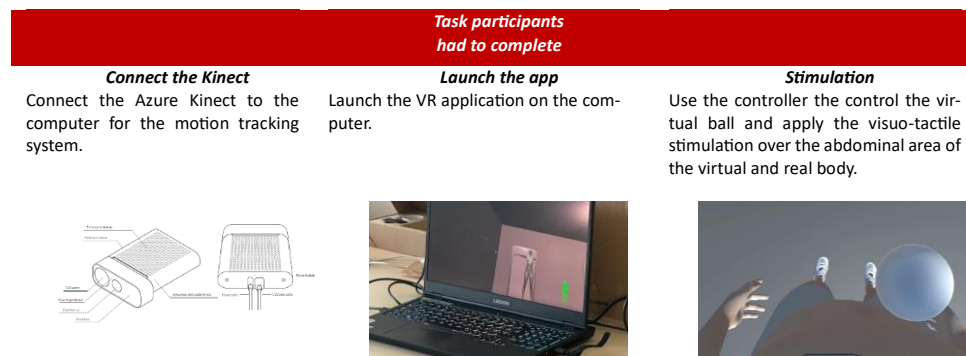 Task participants
had to complete
Connect the Kinect
Connect the Azure Kinect to the
computer for the motion tracking
system.
Launch the app
Launch the VR application on the com-
puter.
Stimulation
Use the controller the control the vir-
tual ball and apply the visuo-tactile
stimulation over the abdominal area of
the virtual and real body.
LEGION